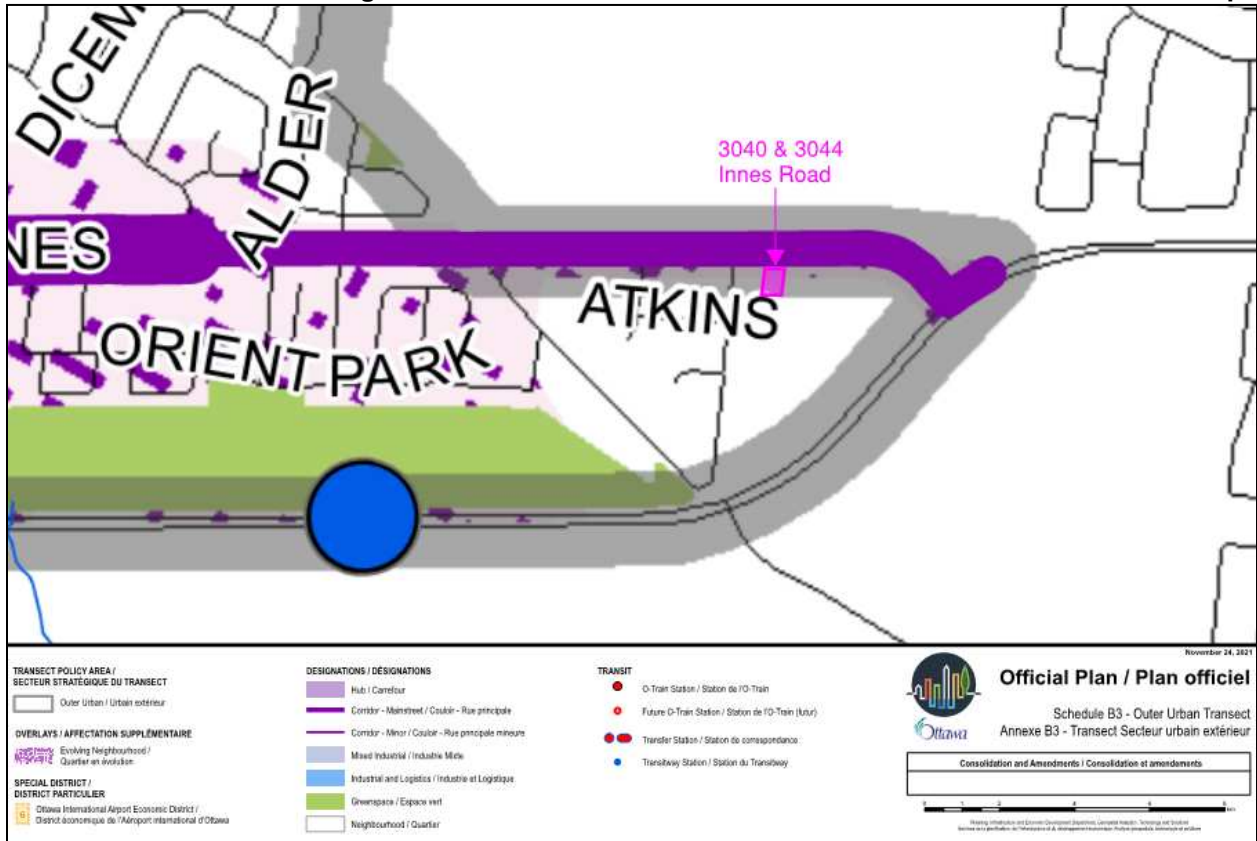 DICEM
ALDER
3040 & 3044
Innes Road
NES
ATKINS
ORIENT PARK
November 24, 2021
TRANSECT POLICY AREA /
SECTEUR STRATÉGIQUE DU TRANSECT
Outer Urban / Urbain extérieur
OVERLAYS / AFFECTATION SUPPLÉMENTAIRE
Evolving Neighbourhood /
Quartier en évolution
SPECIAL DISTRICT /
DISTRICT PARTICULIER
6
Ottawa International Airport Economic District /
District économique de l'Aéroport international d'Ottawa
DESIGNATIONS / DÉSIGNATIONS
Hub / Carrefour
Corridor - Mainstreet / Couloir - Rue principale
Corridor - Minor / Couloir - Rue principale mineure
Mixed Industrial / Industrie Mixte
Industrial and Logistics / Industrie et Logistique
Greenspace / Espace vert
Neighbourhood / Quartier
TRANSIT
O-Train Station / Station de l'O-Train
Future O-Train Station / Station de l'O-Train (futur)
Transfer Station / Station de correspondance
Transitway Station / Station du Transitway
Ottawa
Official Plan / Plan officiel
Schedule B3 - Outer Urban Transect
Annexe B3 - Transect Secteur urbain extérieur
Consolidation and Amendments / Consolidation et amendements